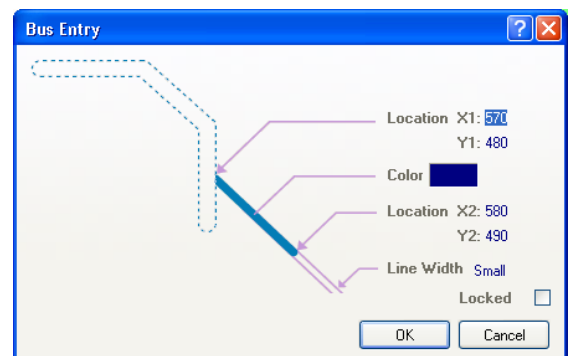 Bus Entry
Location X1: 570
Y1: 480
Color
Location X2: 580
Y2: 490
Line Width Small
Locked
OK Cancel